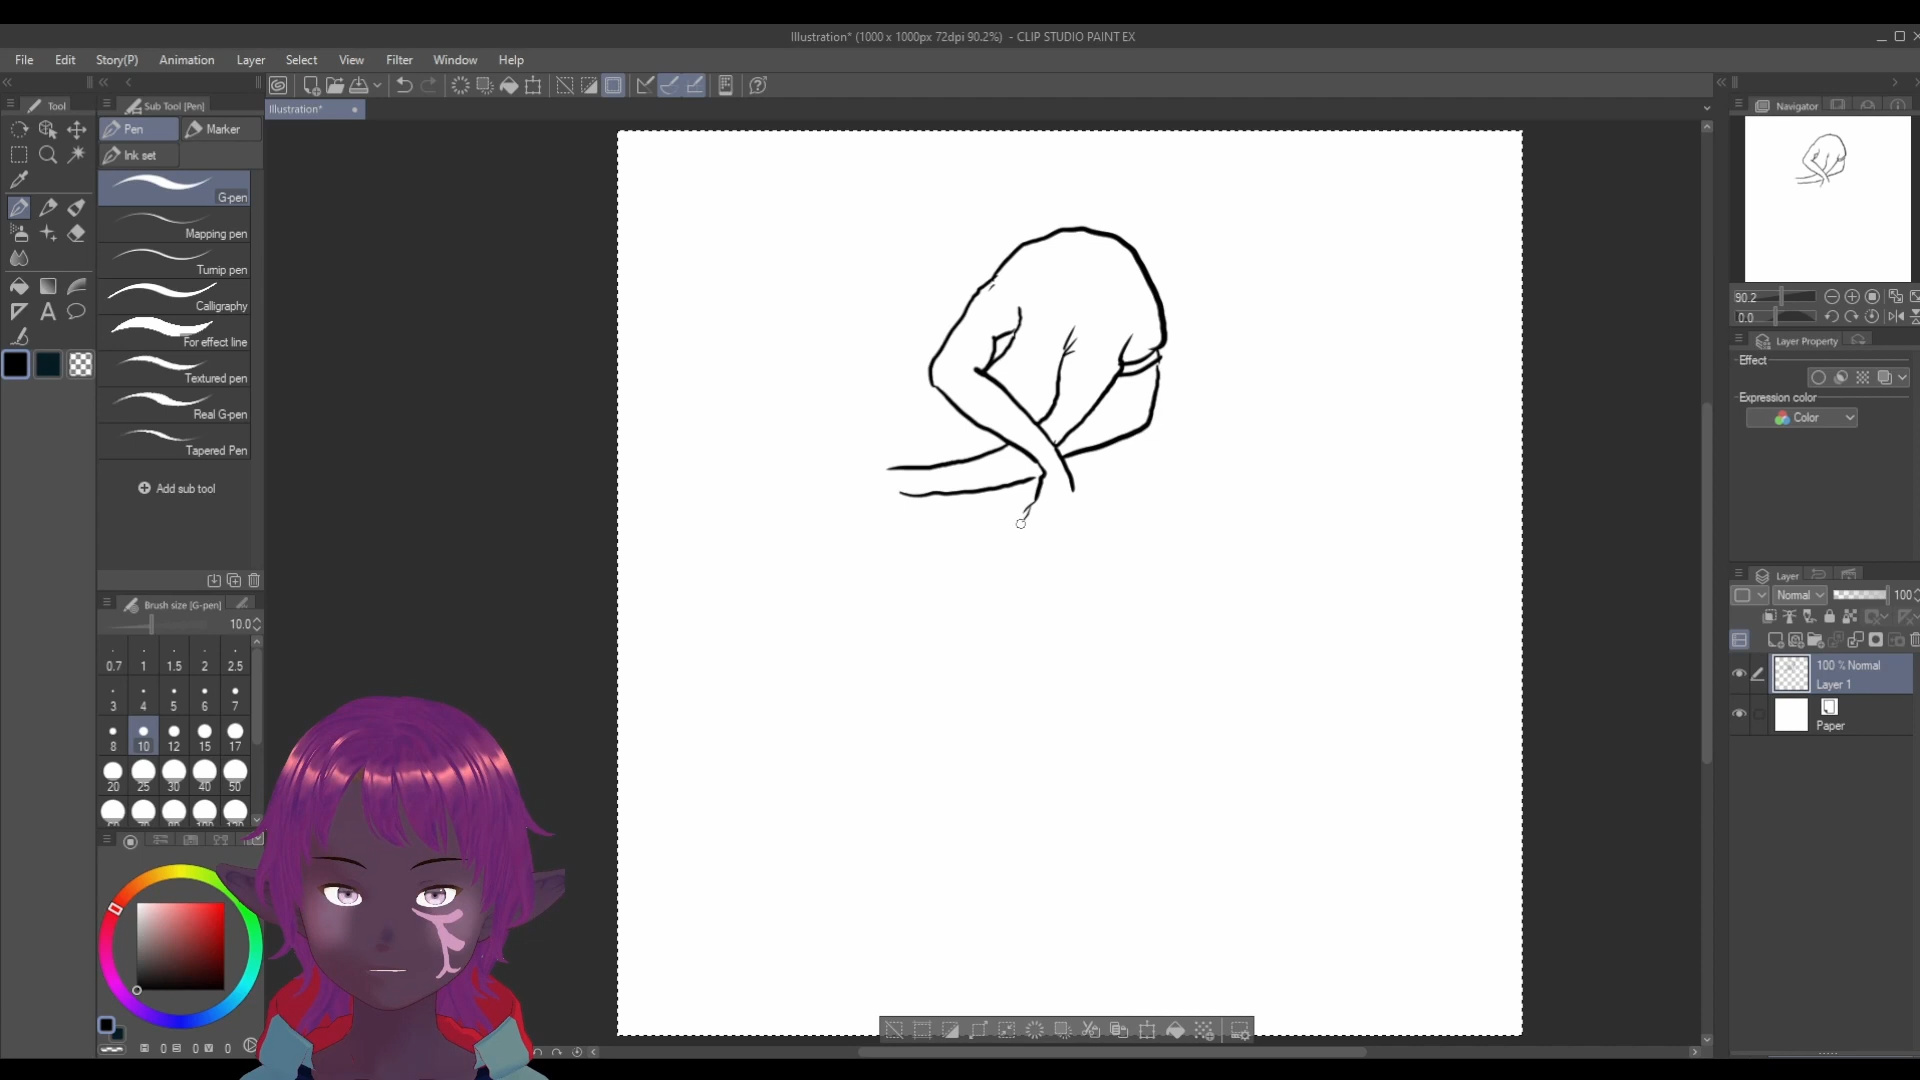 Illustration* (1000 x 1000px 72dpi 90.2%) - CLIP STUDIO PAINT EX
File Edit Story(P) Animation Layer Select View Filter Window Help
Tool
Sub Tool [Pen]
Illustration*
Navigator
Pen
Marker
Ink set
G-pen
Mapping pen
Turnip pen
Calligraphy
For effect line
Textured pen
Real G-pen
Tapered Pen
Add sub tool
Brush size [G-pen]
10.0
0.7 1 1.5 2 2.5
3 4 5 6 7
8 10 12 15 17
20 25 30 40 50
0 0 0
90.2
0.0
Layer Property
Effect
Expression color
Color
Layer
Normal 100
100 % Normal
Layer 1
Paper